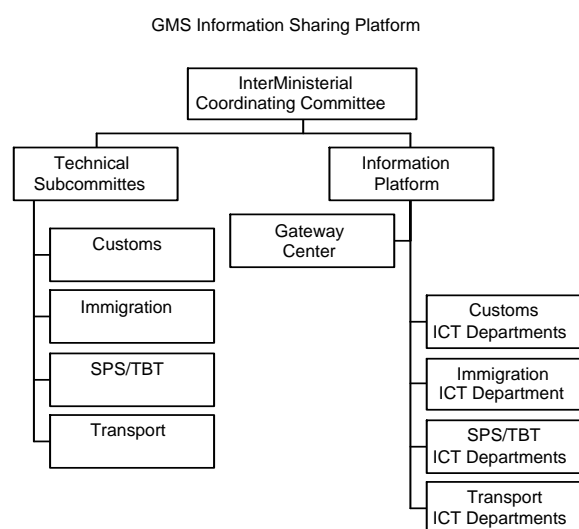 GMS Information Sharing Platform
InterMinisterial
Coordinating Committee
Technical
Subcommittes
Information
Platform
Gateway
Center
Customs
Immigration
SPS/TBT
Transport
Customs
ICT Departments
Immigration
ICT Department
SPS/TBT
ICT Departments
Transport
ICT Departments